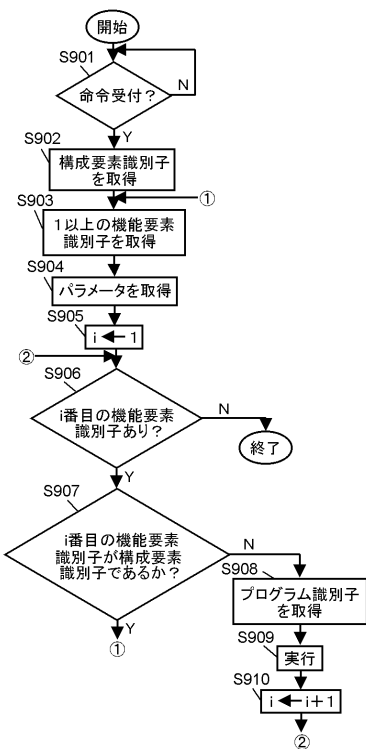 開始
S901
命令受付？
N
Y
S902
構成要素識別子
を取得
①
S903
１以上の機能要素
識別子を取得
S904
パラメータを取得
S905
i ← 1
②
S906
i番目の機能要素
識別子あり？
N
終了
Y
S907
i番目の機能要素
識別子が構成要素
識別子であるか？
N
Y
①
S908
プログラム識別子
を取得
S909
実行
S910
i ← i＋1
②